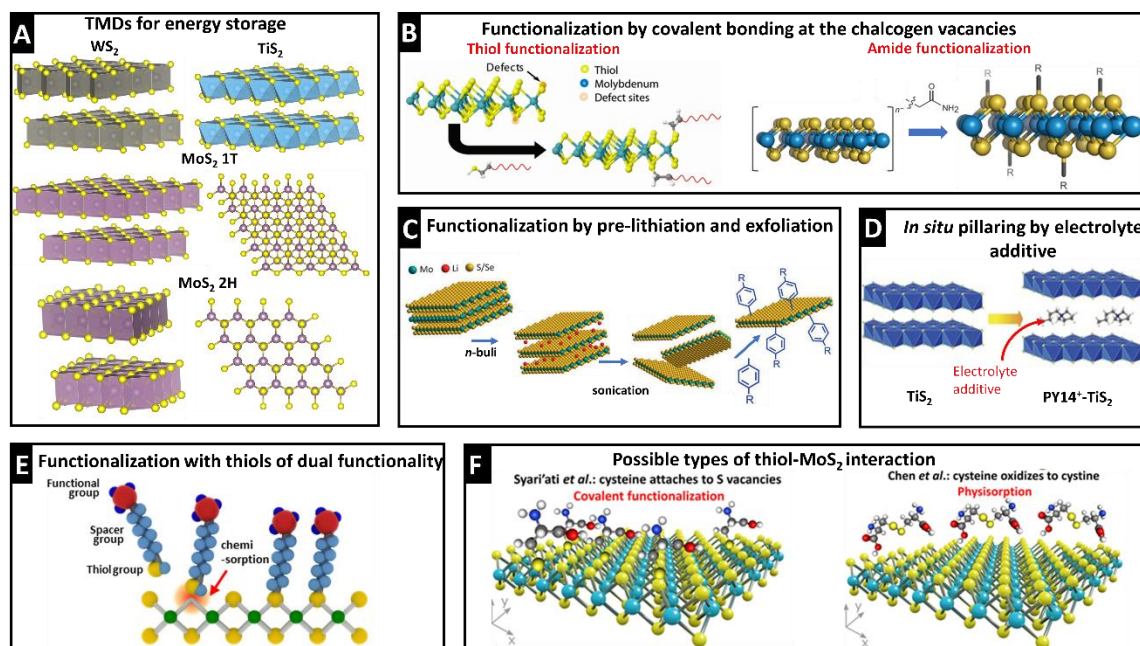 A
TMDs for energy storage
WS₂
TiS₂
MoS₂ 1T
MoS₂ 2H
B
Functionalization by covalent bonding at the chalcogen vacancies
Thiol functionalization
Amide functionalization
Defects
Thiol
Molybdenum
Defect sites
n
O
NH₂
R
R
R
R
C
Functionalization by pre-lithiation and exfoliation
Mo
Li
S/Se
n-buli
sonication
R
R
R
R
R
R
D
In situ pillaring by electrolyte
additive
Electrolyte
additive
TiS₂
PY14⁺-TiS₂
E
Functionalization with thiols of dual functionality
Functional
group
Spacer
group
Thiol group
chemi
-sorption
F
Possible types of thiol-MoS₂ interaction
Syari'ati et al.: cysteine attaches to S vacancies
Covalent functionalization
Chen et al.: cysteine oxidizes to cystine
Physisorption
y
x
y
x